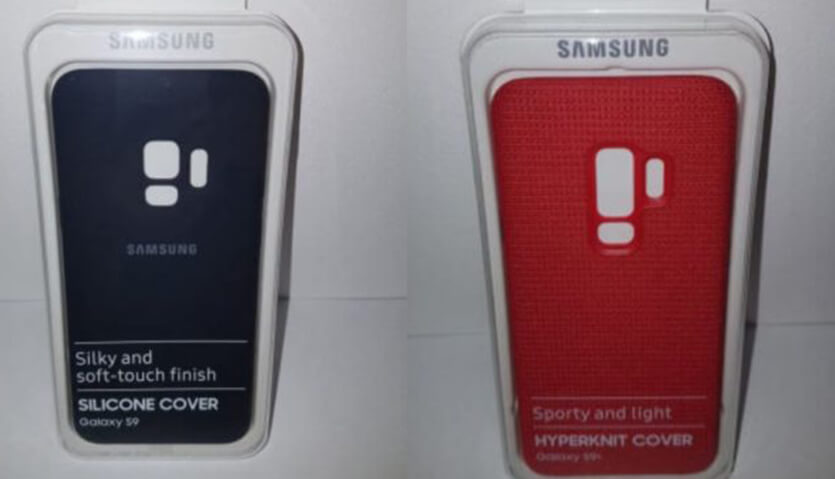 SAMSUNG
SAMSUNG
Silky and
soft-touch finish
SILICONE COVER
Galaxy S9
SAMSUNG
Sporty and light
HYPERKNIT COVER
Galaxy S9+